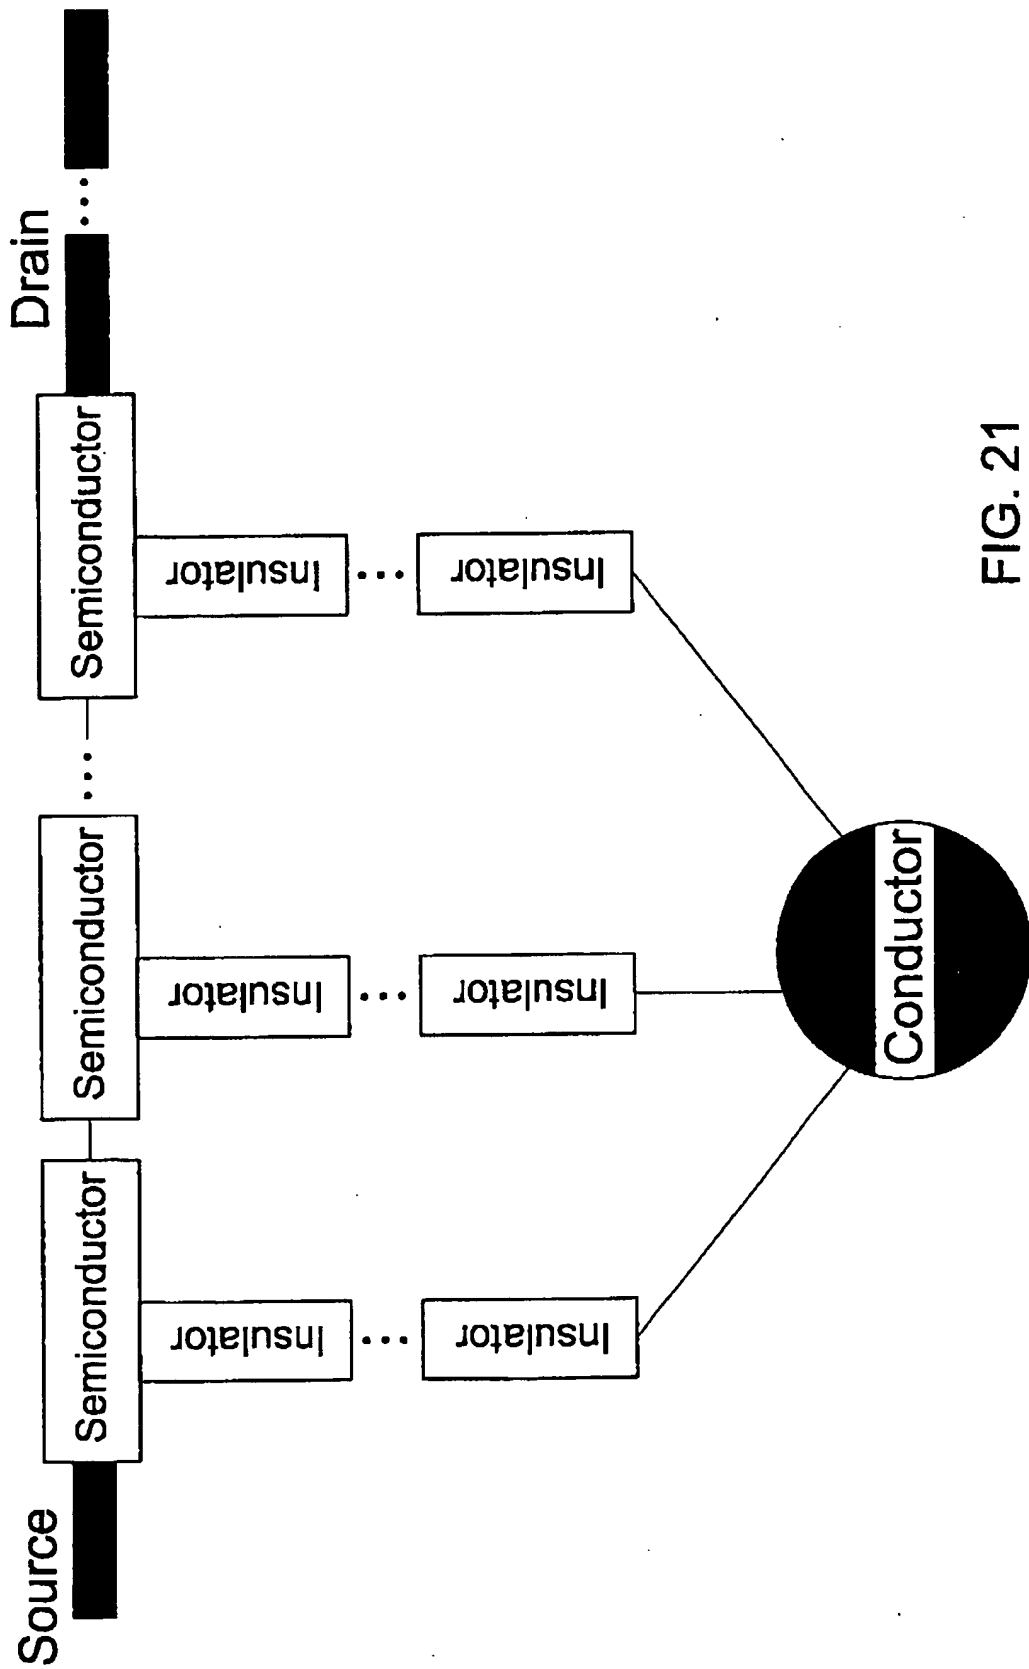 Source
Drain
Semiconductor
Semiconductor
...
Semiconductor
...
Insulator
Insulator
Insulator
...
...
...
Insulator
Insulator
Insulator
Conductor
FIG. 21